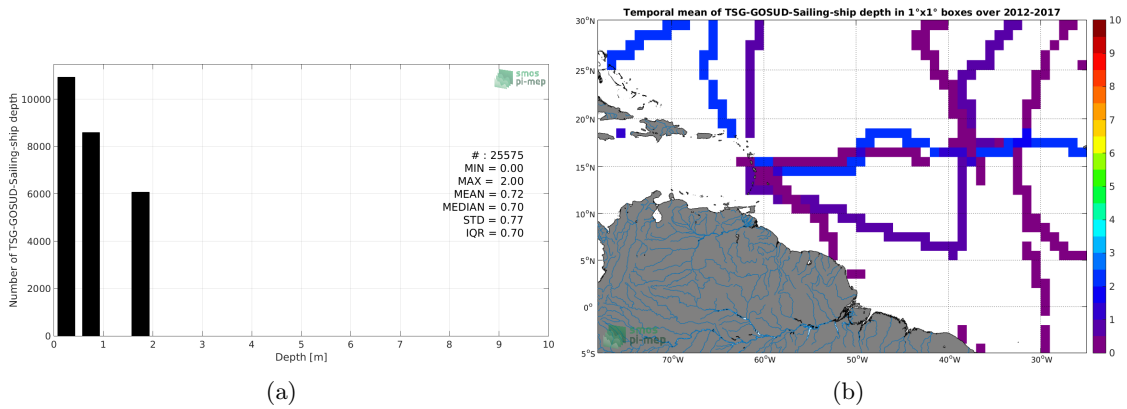 Number of TSG-GOSUD-Sailing-ship depth
10000
8000
6000
4000
2000
0
smos
pi-mep
# : 25575
MIN = 0.00
MAX = 2.00
MEAN = 0.72
MEDIAN = 0.70
STD = 0.77
IQR = 0.70
0 1 2 3 4 5 6 7 8 9 10
Depth [m]
(a)
Temporal mean of TSG-GOSUD-Sailing-ship depth in 1°x1° boxes over 2012-2017
30°N
25°N
20°N
15°N
10°N
5°N
0°
5°S
70°W 60°W 50°W 40°W 30°W
smos
pi-mep
10
9
8
7
6
5
4
3
2
1
0
(b)